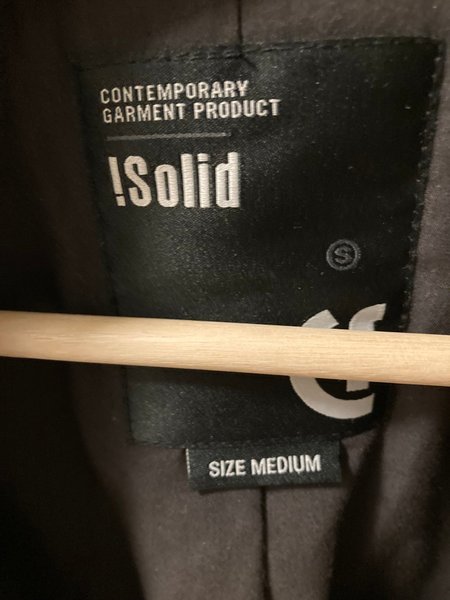 CONTEMPORARY
GARMENT PRODUCT
!Solid
S
SIZE MEDIUM